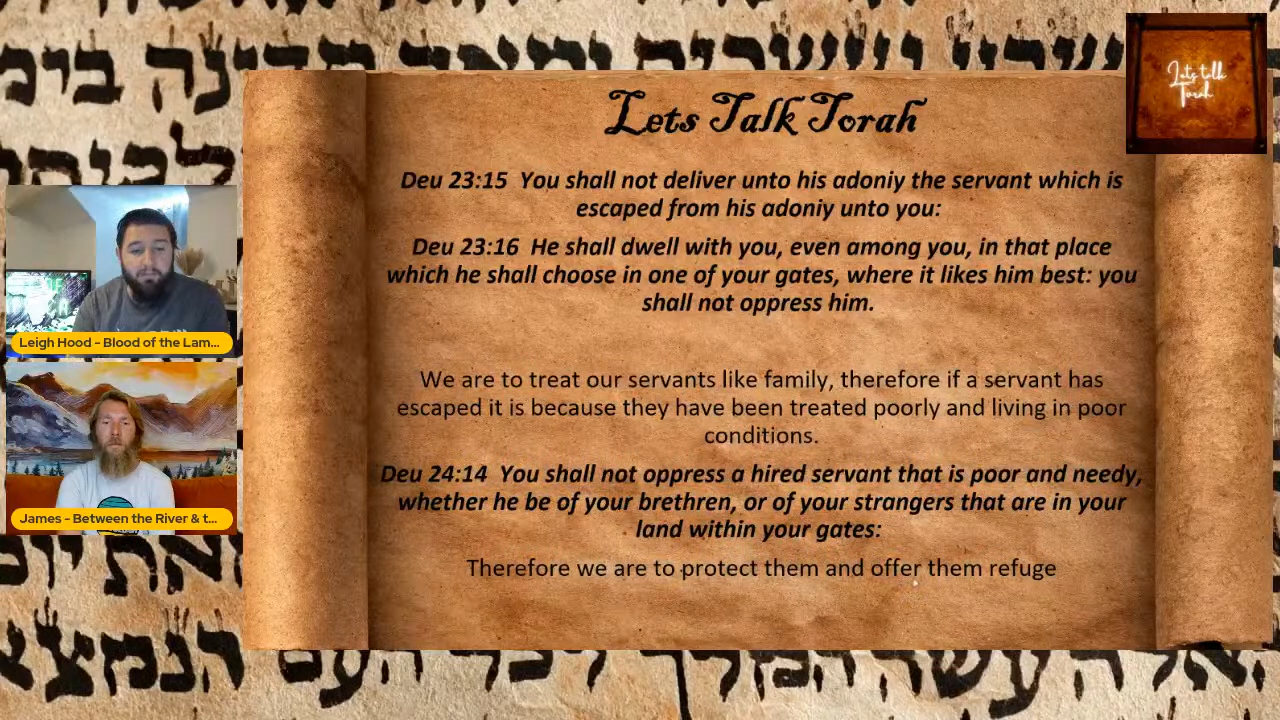 מדינה בימ
Lets talk
Torah
Lets Talk Torah
Deu 23:15 You shall not deliver unto his adoniy the servant which is
escaped from his adoniy unto you:
Deu 23:16 He shall dwell with you, even among you, in that place
which he shall choose in one of your gates, where it likes him best: you
shall not oppress him.
We are to treat our servants like family, therefore if a servant has
escaped it is because they have been treated poorly and living in poor
conditions.
Deu 24:14 You shall not oppress a hired servant that is poor and needy,
whether he be of your brethren, or of your strangers that are in your
land within your gates:
Therefore we are to protect them and offer them refuge
Leigh Hood - Blood of the Lam...
James - Between the River & t...